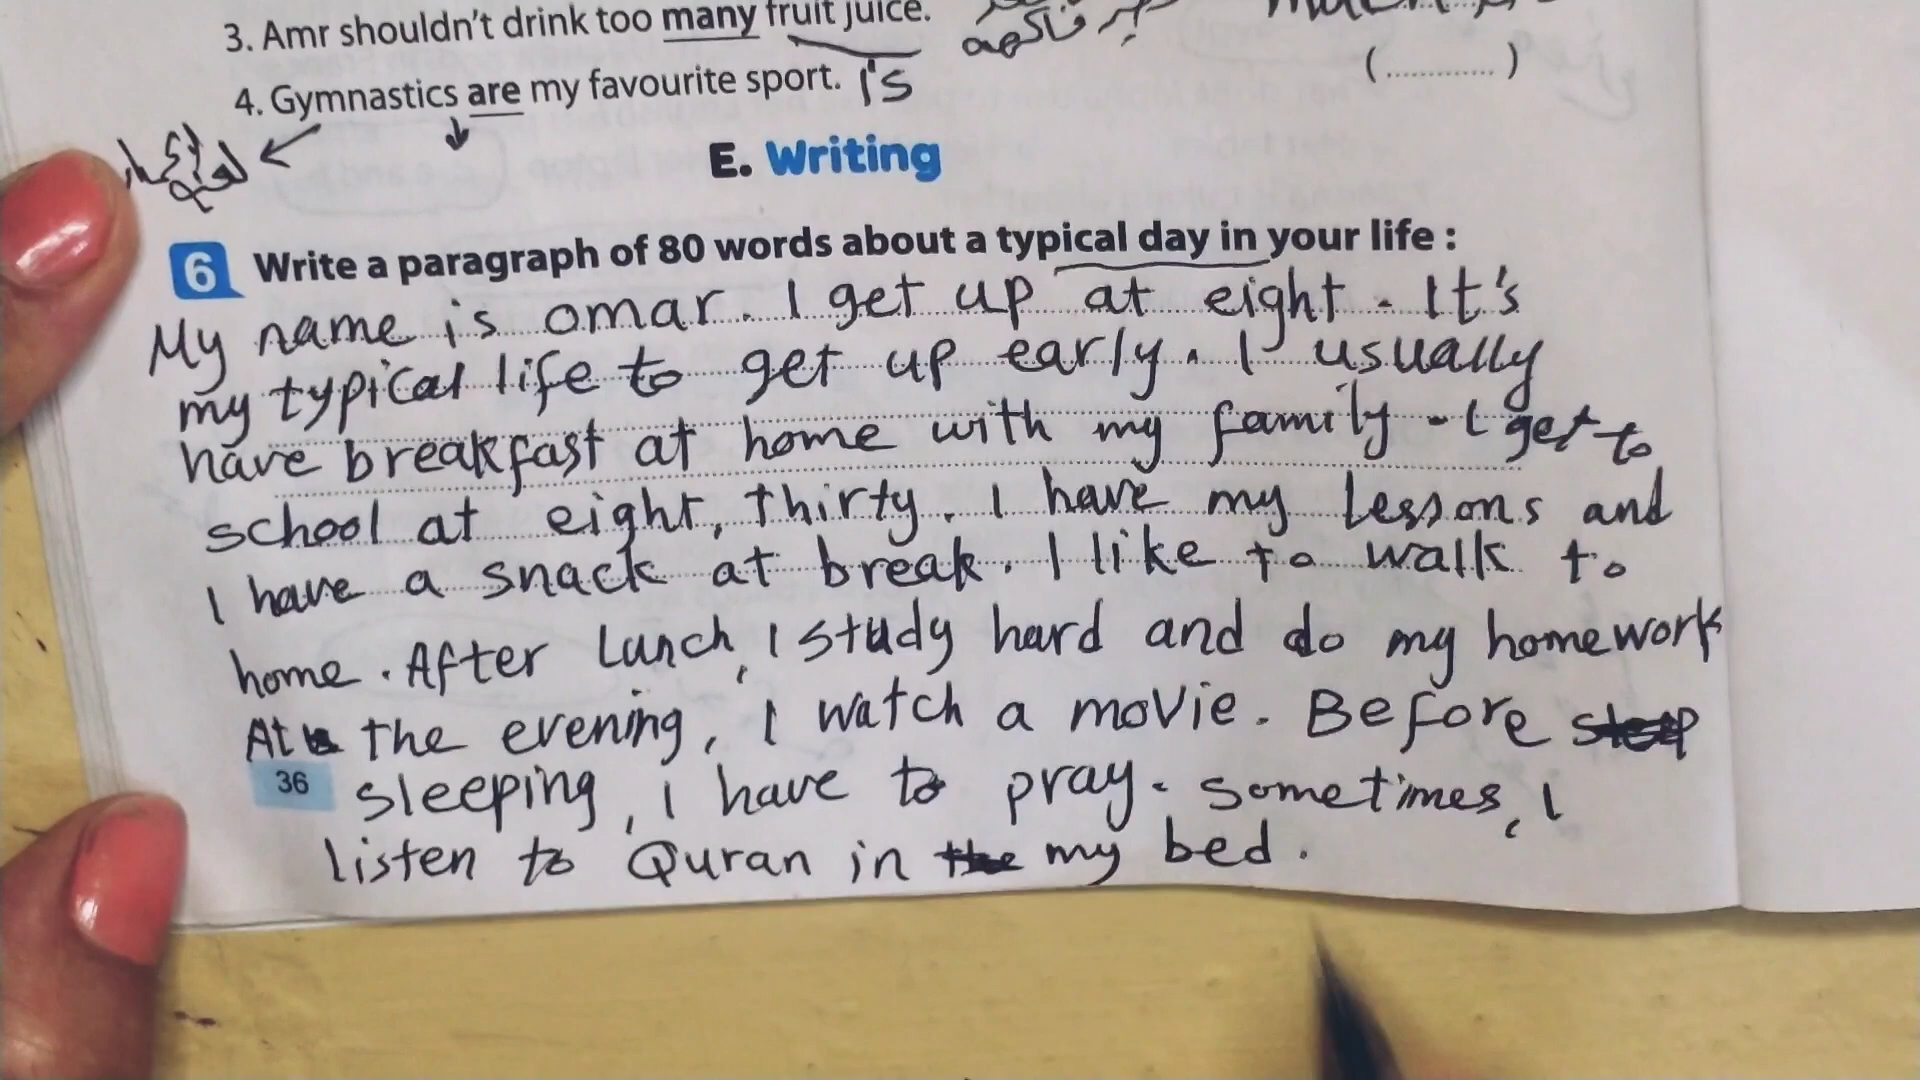 3. Amr shouldn't drink too many fruit juice.
4. Gymnastics are my favourite sport. is
(............)
E. Writing
6 Write a paragraph of 80 words about a typical day in your life :
My name is omar. I get up at eight. It's
my typical life to get up early. I usually
have breakfast at home with my family. I get to
school at eight, thirty. I have my lessons and
I have a snack at break. I like to walk to
home. After lunch, I study hard and do my homework
At the evening, I watch a movie. Before
36
sleeping, I have to pray. Sometimes, I
listen to Quran in my bed.